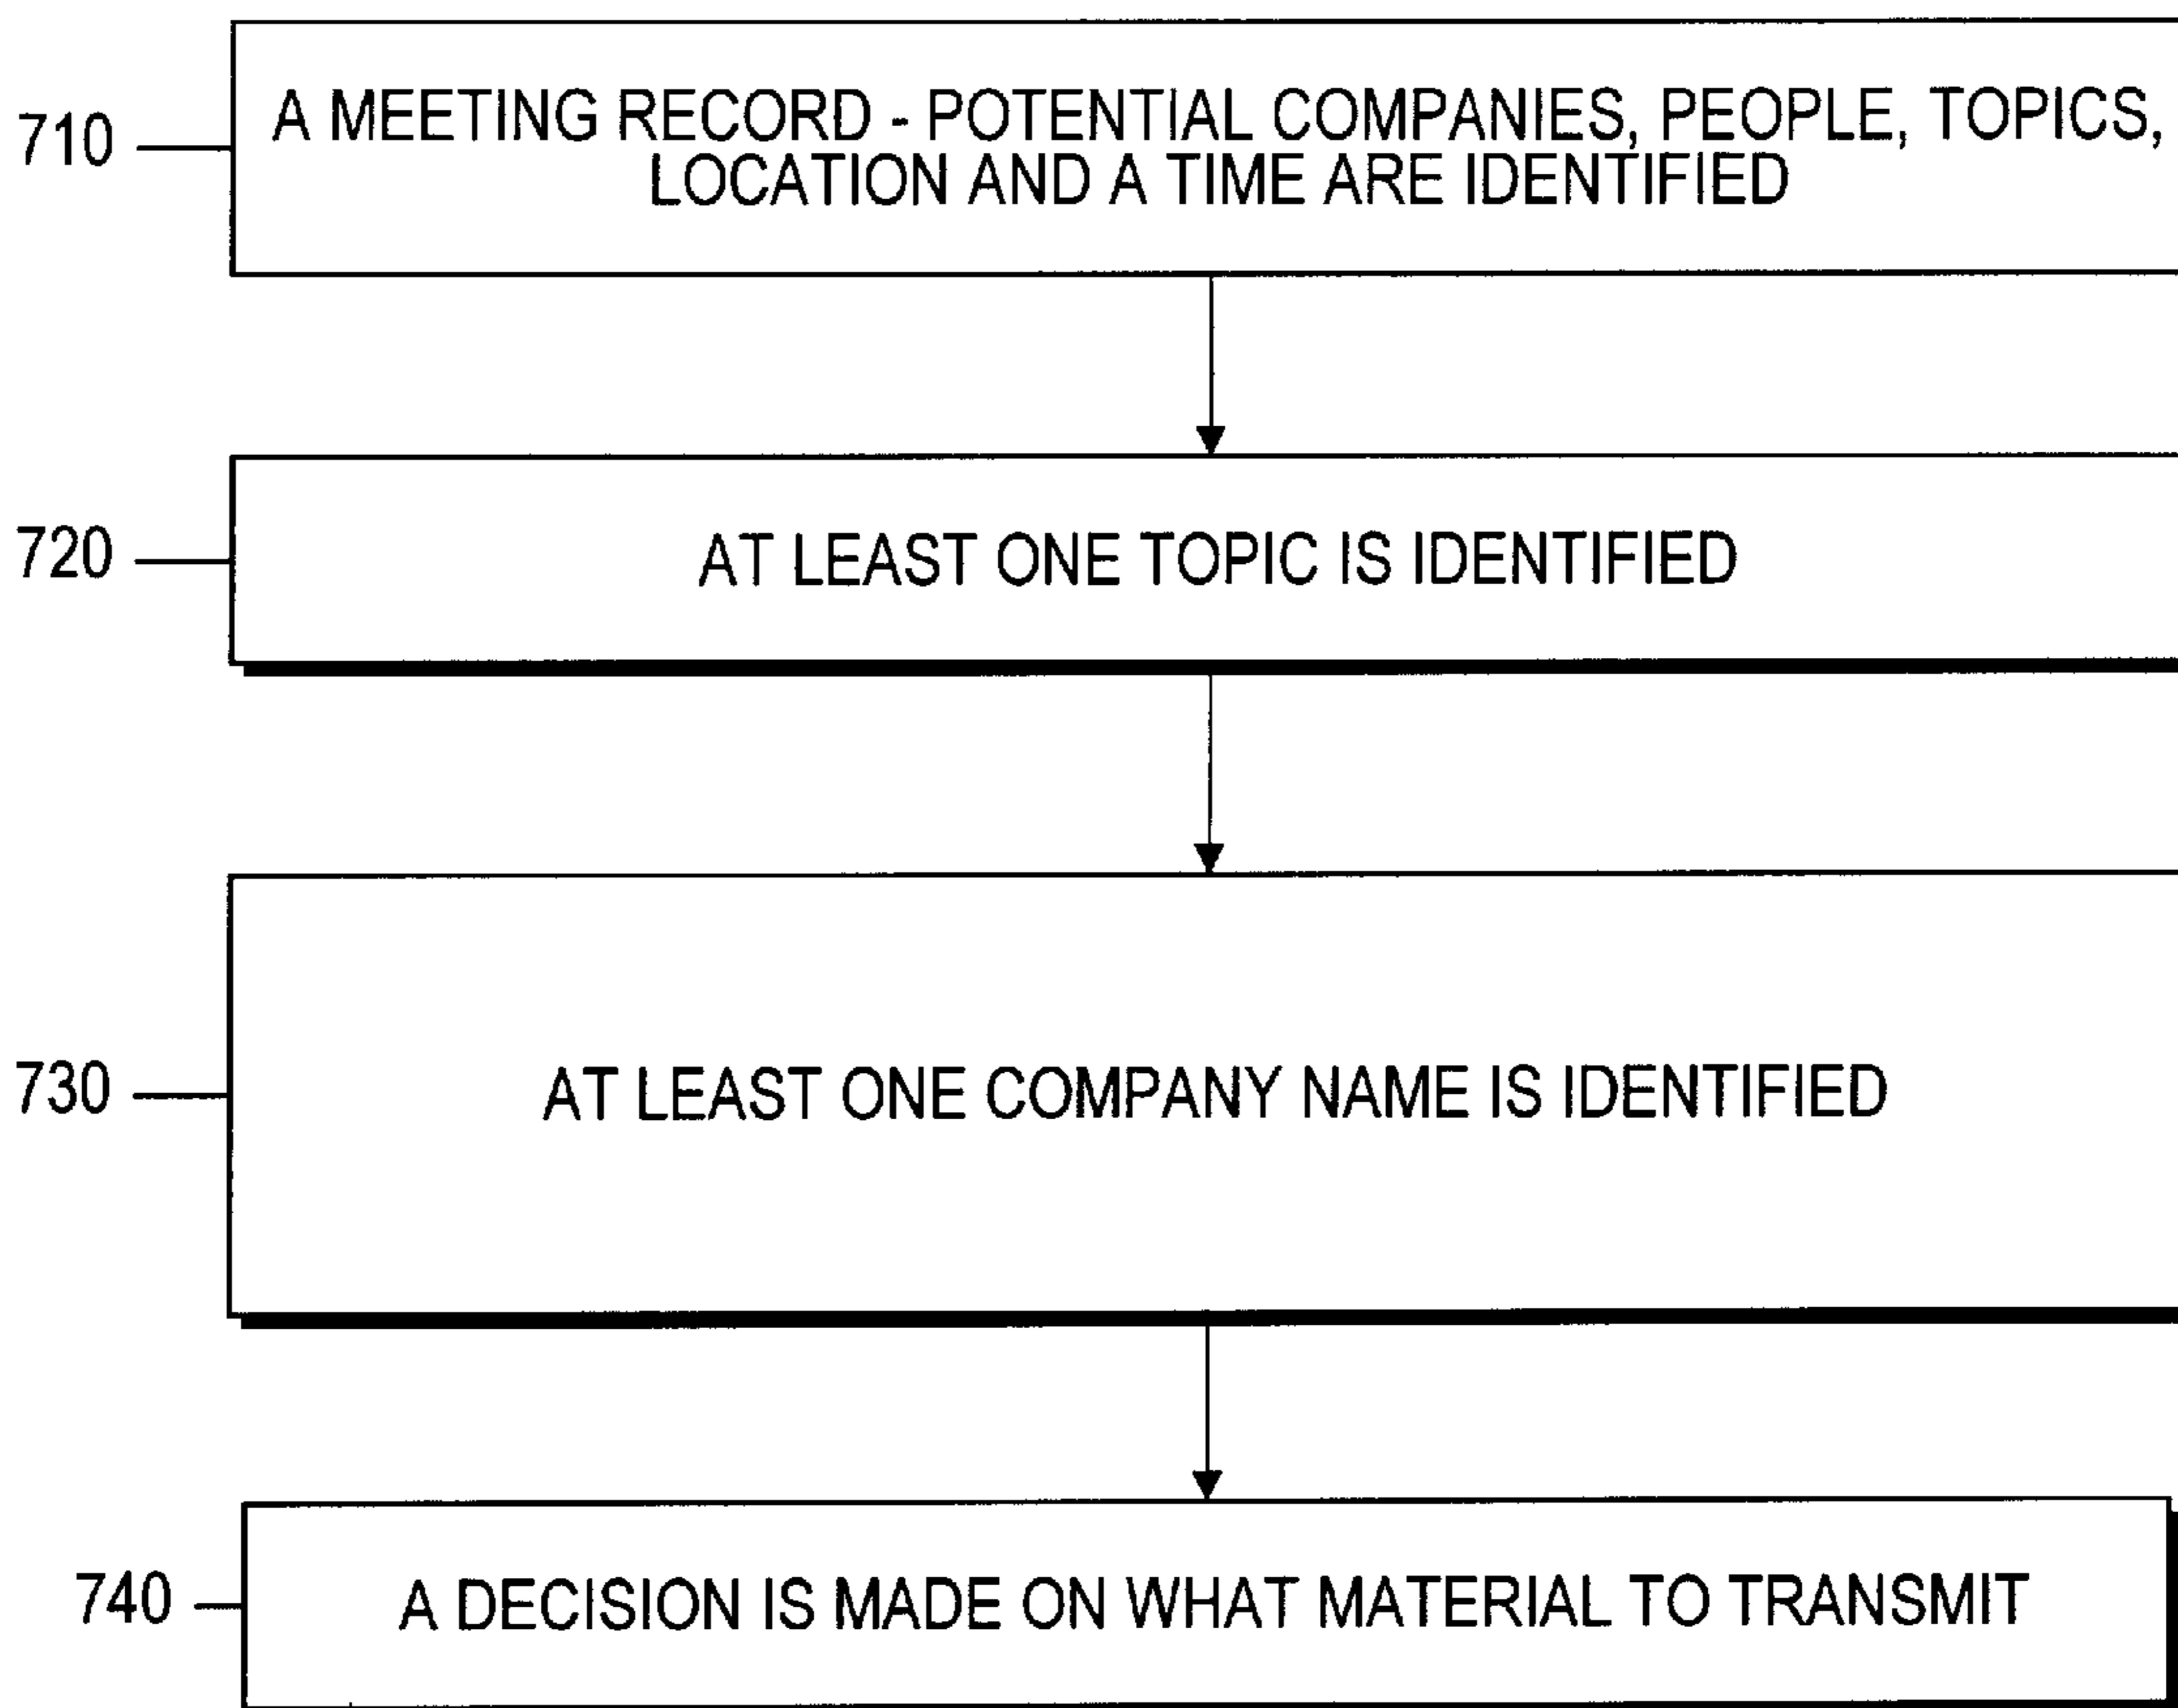 710
A MEETING RECORD - POTENTIAL COMPANIES, PEOPLE, TOPICS,
LOCATION AND A TIME ARE IDENTIFIED
720
AT LEAST ONE TOPIC IS IDENTIFIED
730
AT LEAST ONE COMPANY NAME IS IDENTIFIED
740
A DECISION IS MADE ON WHAT MATERIAL TO TRANSMIT